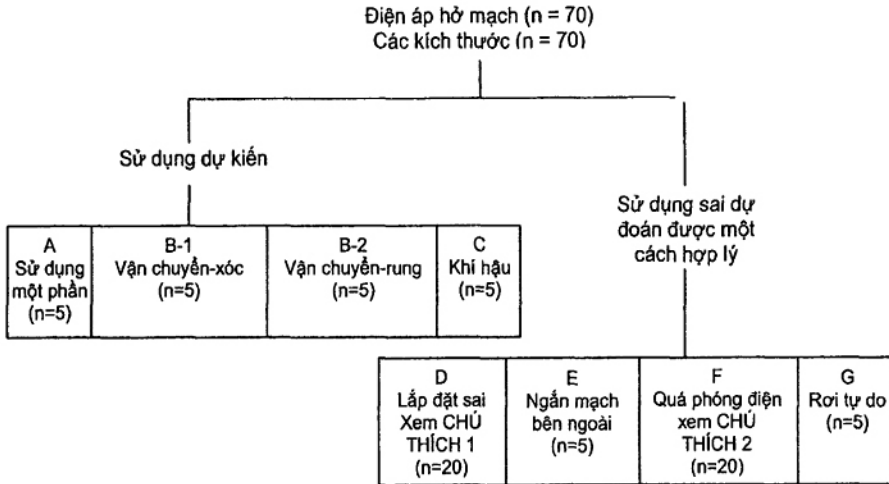 Điện áp hở mạch (n = 70)
Các kích thước (n = 70)
Sử dụng dự kiến
Sử dụng sai dự
đoán được một
cách hợp lý
A
Sử dụng
một phần
(n=5)
B-1
Vận chuyển-xóc
(n=5)
B-2
Vận chuyển-rung
(n=5)
C
Khí hậu
(n=5)
D
Lắp đặt sai
Xem CHÚ
THÍCH 1
(n=20)
E
Ngắn mạch
bên ngoài
(n=5)
F
Quá phóng điện
xem CHÚ
THÍCH 2
(n=20)
G
Rơi tự do
(n=5)